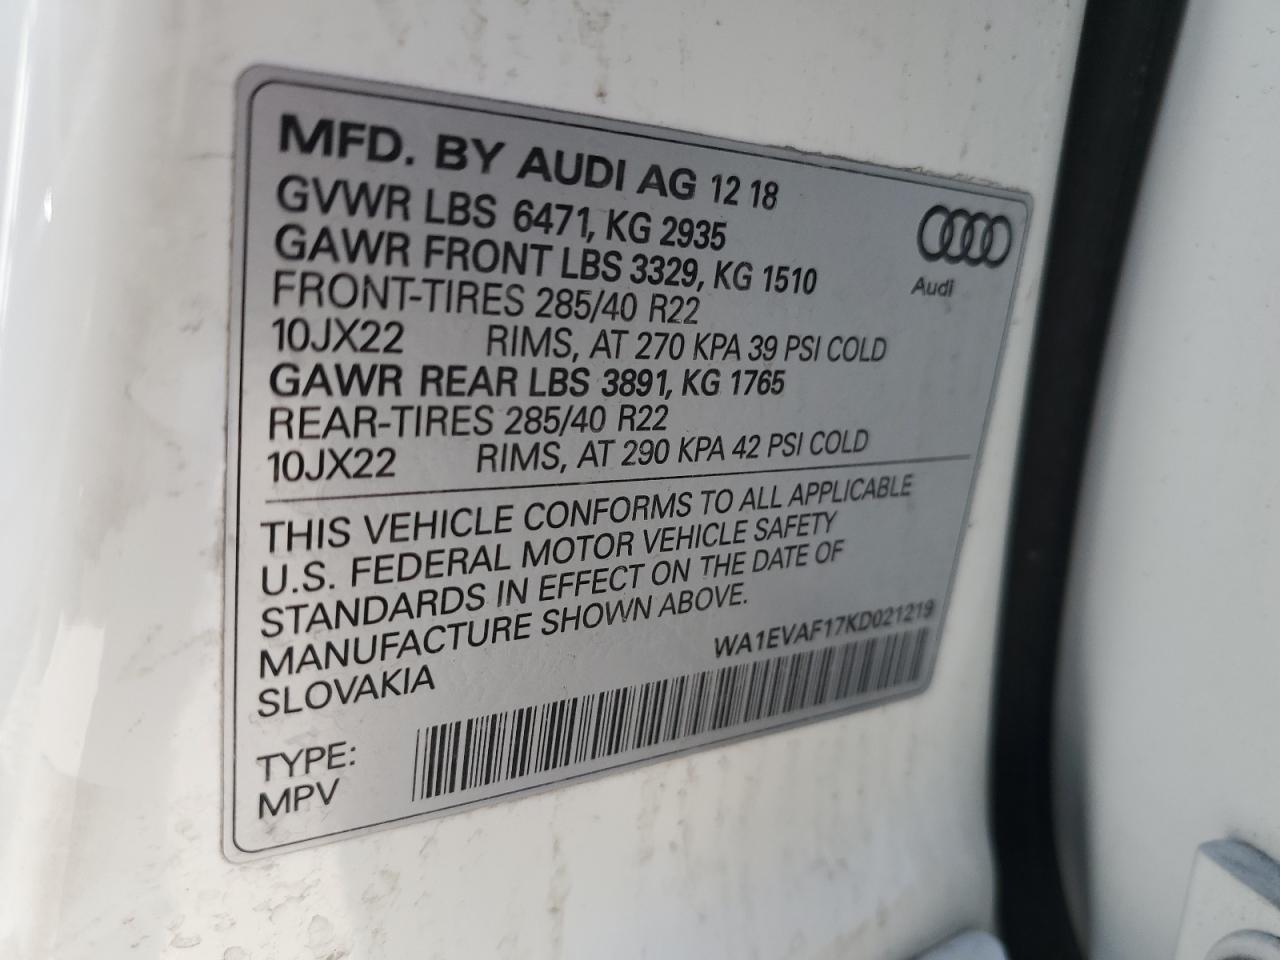 MFD. BY AUDI AG 12 18
GVWR LBS 6471, KG 2935
GAWR FRONT LBS 3329, KG 1510
FRONT-TIRES 285/40 R22
10JX22 RIMS, AT 270 KPA 39 PSI COLD
GAWR REAR LBS 3891, KG 1765
REAR-TIRES 285/40 R22
10JX22 RIMS, AT 290 KPA 42 PSI COLD
Audi
THIS VEHICLE CONFORMS TO ALL APPLICABLE
U.S. FEDERAL MOTOR VEHICLE SAFETY
STANDARDS IN EFFECT ON THE DATE OF
MANUFACTURE SHOWN ABOVE.
SLOVAKIA
WA1EVAF17KD021219
TYPE:
MPV